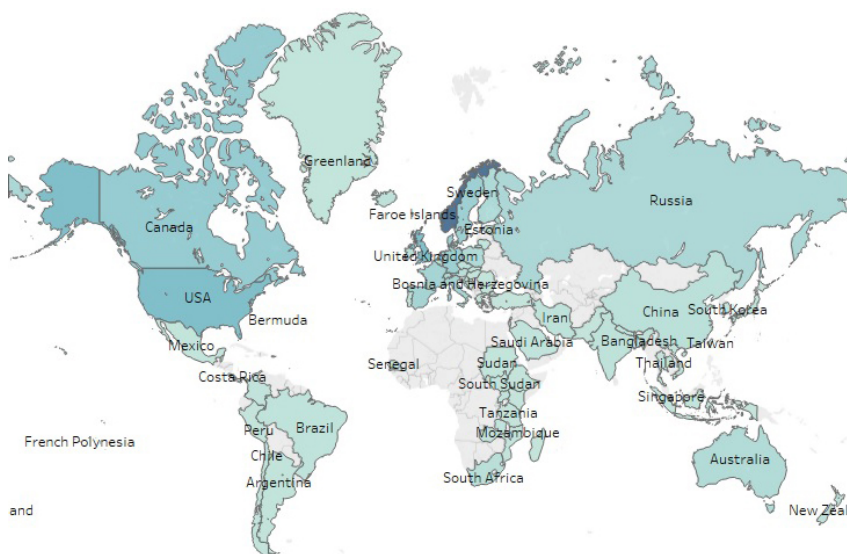 Greenland
Sweden
Faroe Islands
Russia
Canada
Estonia
United Kingdom
Bosnia and Herzegovina
USA
China
South Korea
Bermuda
Iran
Mexico
Saudi Arabia
Bangladesh
Taiwan
Senegal
Sudan
Thailand
Costa Rica
South Sudan
Singapore
Tanzania
Peru
Brazil
Mozambique
French Polynesia
Chile
Australia
Argentina
South Africa
and
New Zeal